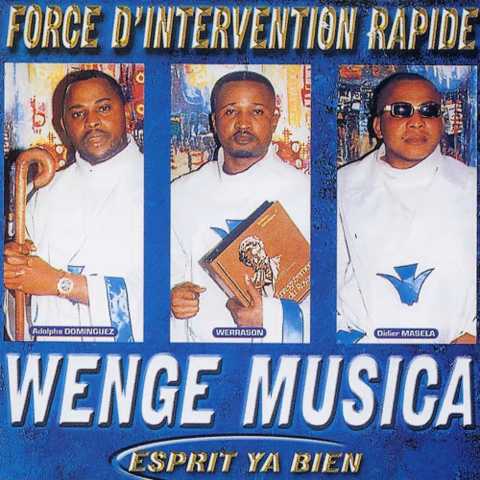 FORCE D'INTERVENTION RAPIDE
Adolphe DOMINGUEZ
WERRASON
Didier MASELA
WENGE MUSICA
ESPRIT YA BIEN